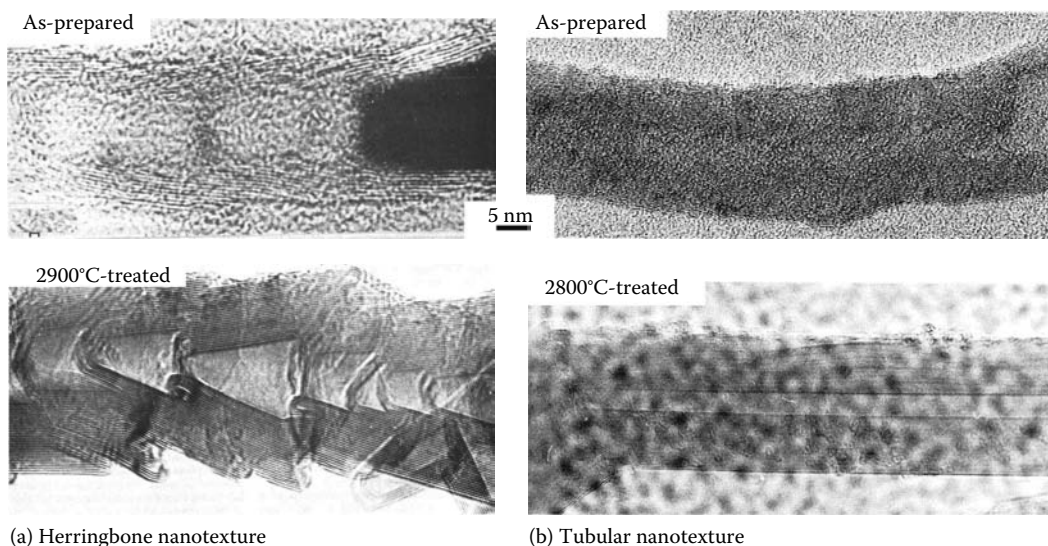 As-prepared
As-prepared
5 nm
2900°C-treated
2800°C-treated
(a) Herringbone nanotexture
(b) Tubular nanotexture